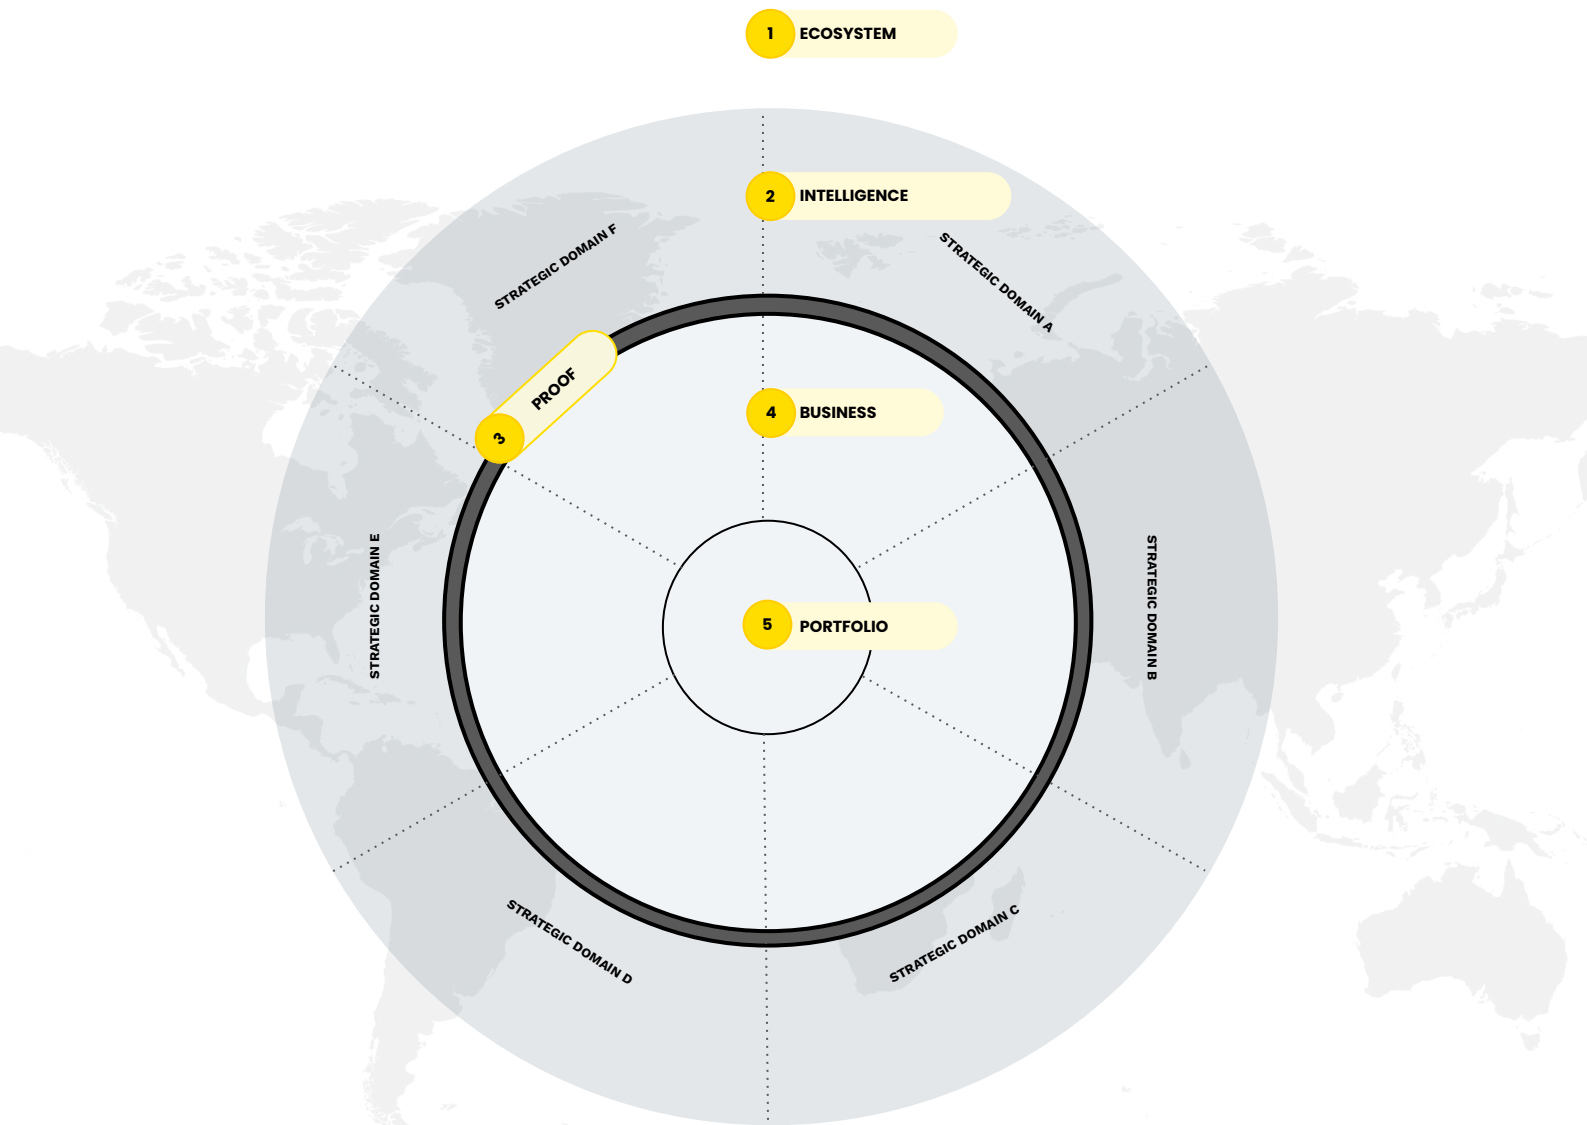 1 ECOSYSTEM
2 INTELLIGENCE
STRATEGIC DOMAIN F
STRATEGIC DOMAIN A
3 PROOF
4 BUSINESS
STRATEGIC DOMAIN E
STRATEGIC DOMAIN B
5 PORTFOLIO
STRATEGIC DOMAIN D
STRATEGIC DOMAIN C